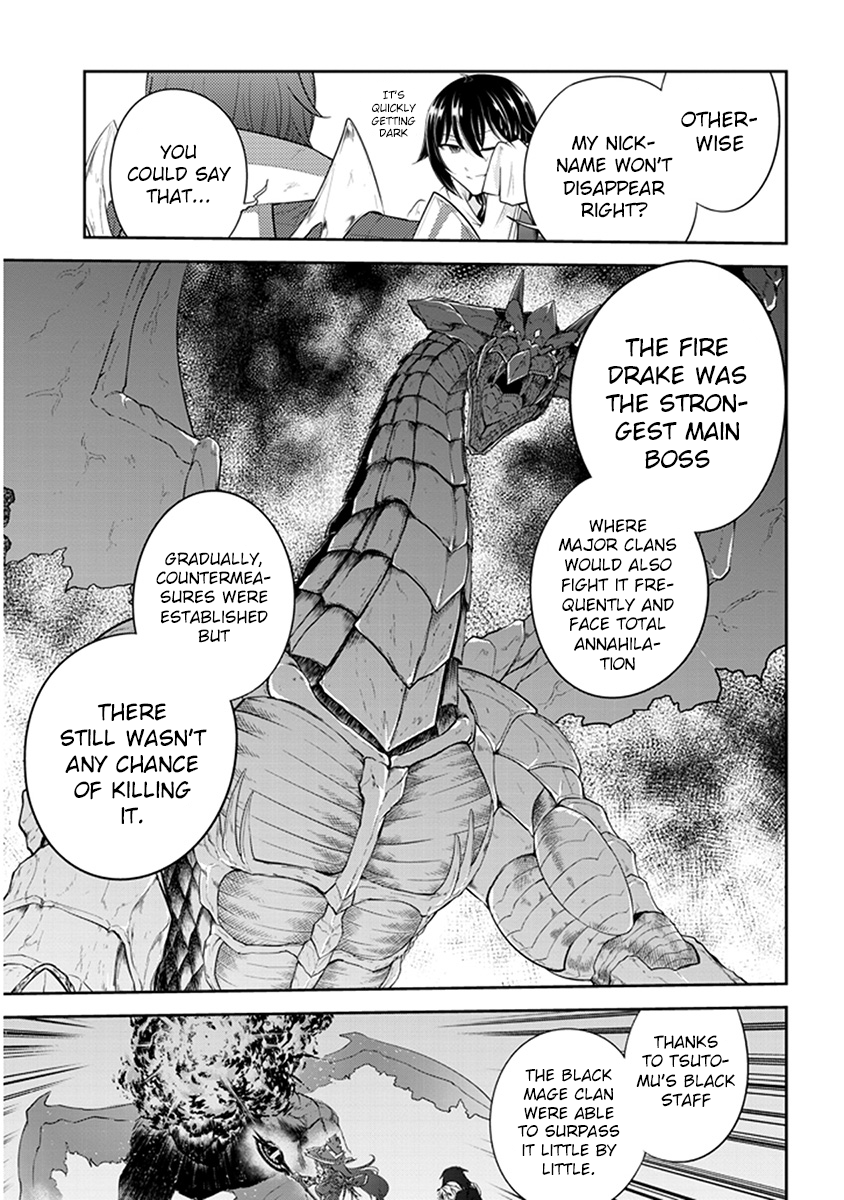 OTHER-
WISE
MY NICK-
NAME WON'T
DISAPPEAR
RIGHT?
IT'S
QUICKLY
GETTING
DARK
YOU
COULD SAY
THAT...
THE FIRE
DRAKE WAS
THE STRON-
GEST MAIN
BOSS
WHERE
MAJOR CLANS
WOULD ALSO
FIGHT IT FRE-
QUENTLY AND
FACE TOTAL
ANNAHILA-
TION
GRADUALLY,
COUNTERMEA-
SURES WERE
ESTABLISHED
BUT
THERE
STILL WASN'T
ANY CHANCE
OF KILLING
IT.
THANKS
TO TSUTO-
MU'S BLACK
STAFF
THE BLACK
MAGE CLAN
WERE ABLE
TO SURPASS
IT LITTLE BY
LITTLE.